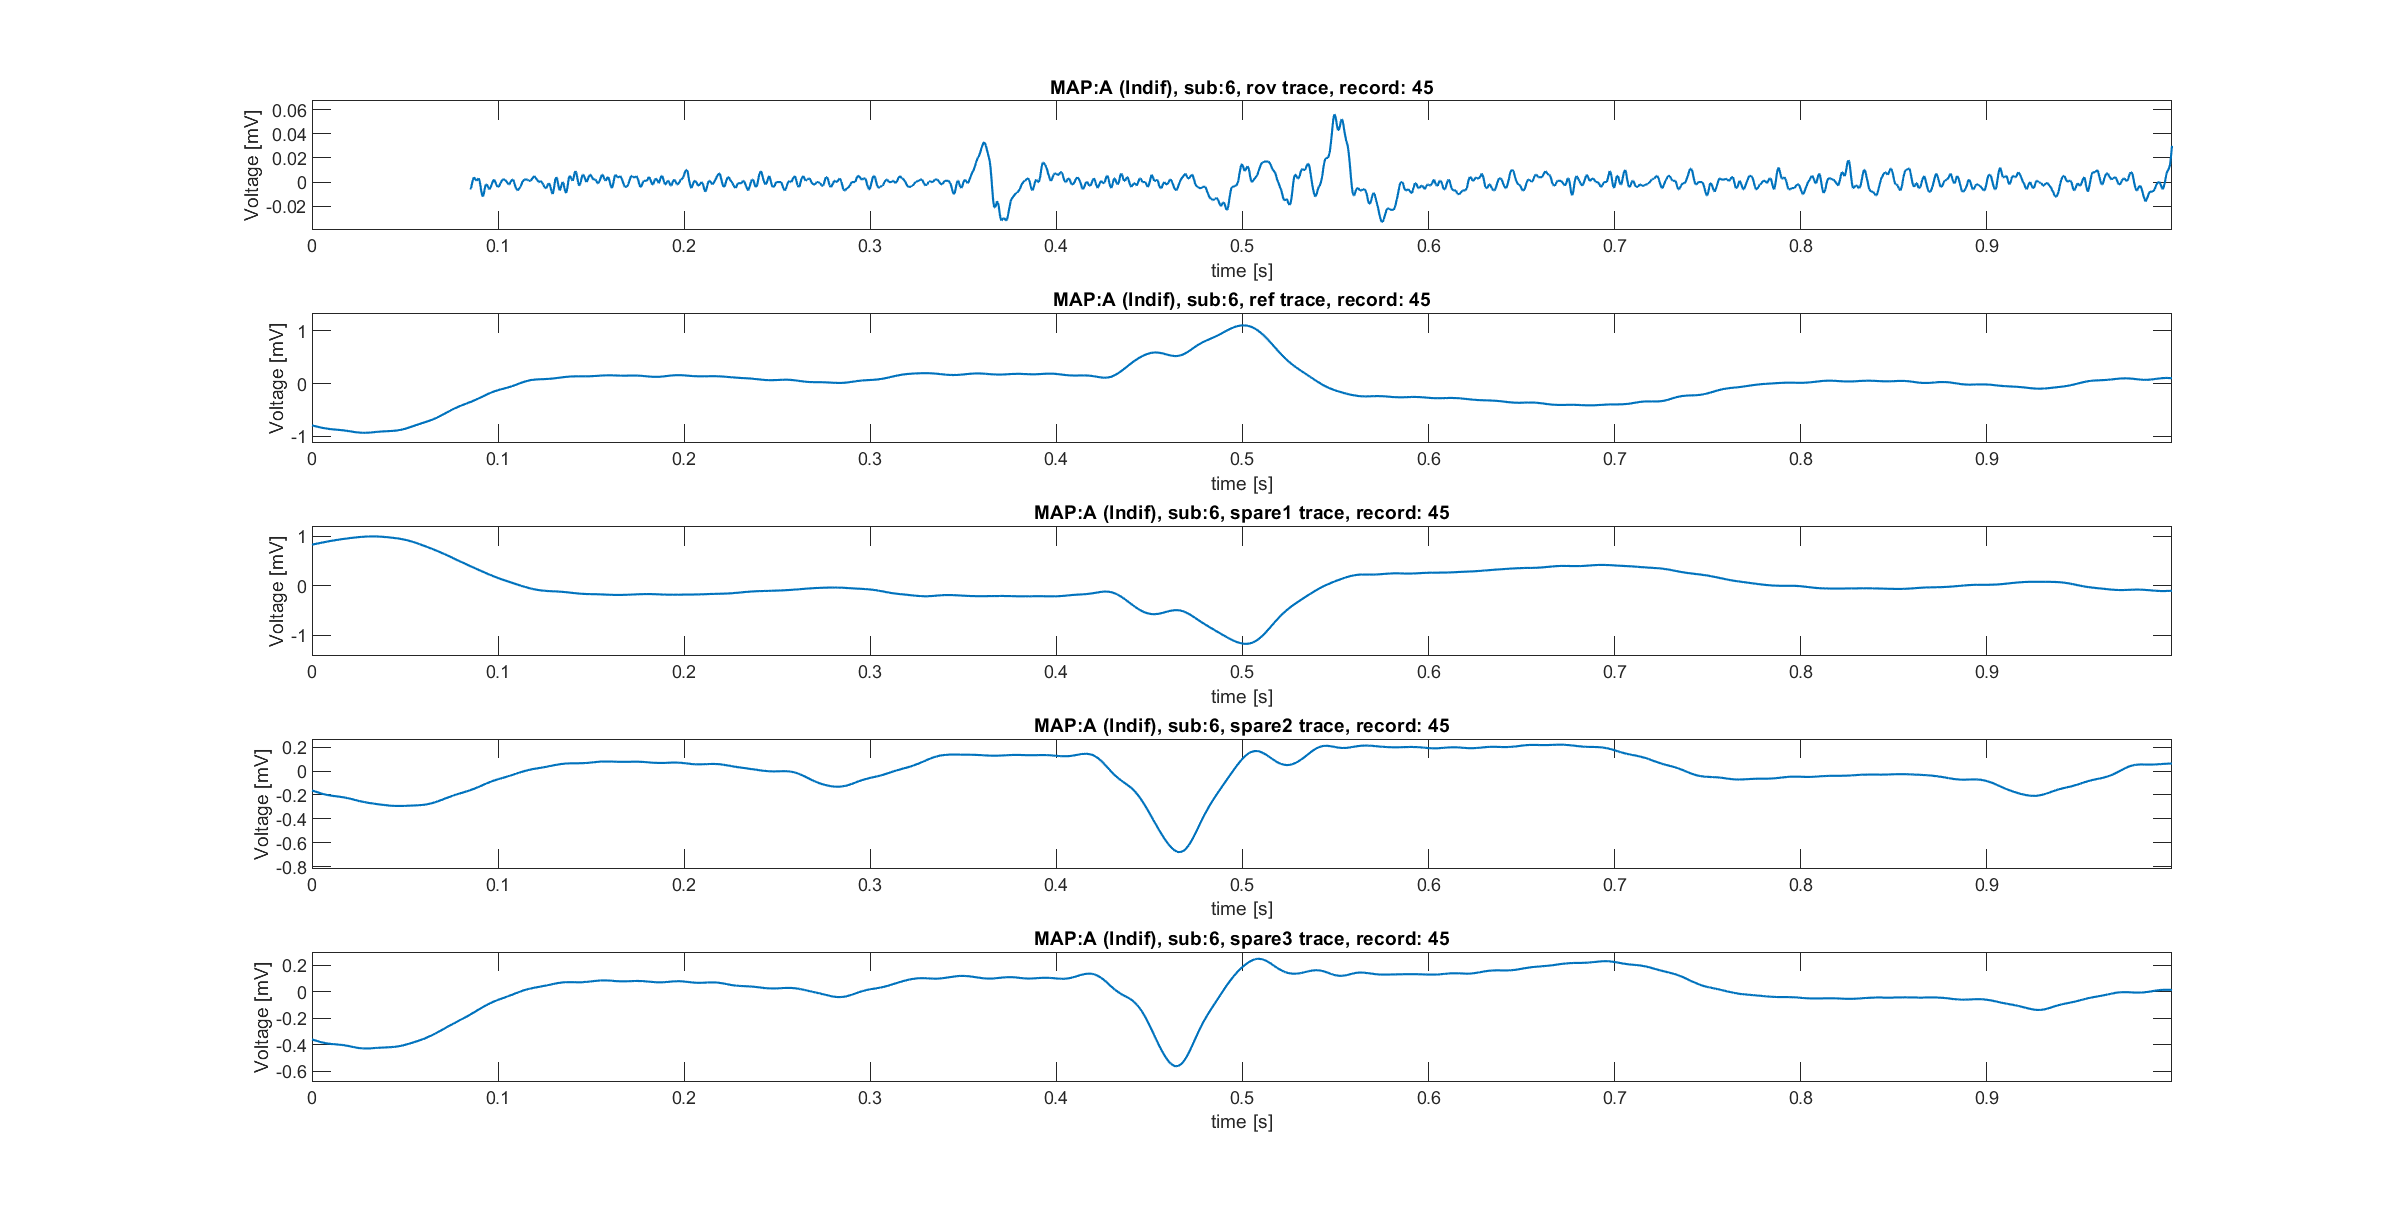 MAP:A (Indif), sub:6, rov trace, record: 45
Voltage [mV]
0.06
0.04
0.02
0
-0.02
0 0.1 0.2 0.3 0.4 0.5 0.6 0.7 0.8 0.9
time [s]
MAP:A (Indif), sub:6, ref trace, record: 45
Voltage [mV]
1
0
-1
0 0.1 0.2 0.3 0.4 0.5 0.6 0.7 0.8 0.9
time [s]
MAP:A (Indif), sub:6, spare1 trace, record: 45
Voltage [mV]
1
0
-1
0 0.1 0.2 0.3 0.4 0.5 0.6 0.7 0.8 0.9
time [s]
MAP:A (Indif), sub:6, spare2 trace, record: 45
Voltage [mV]
0.2
0
-0.2
-0.4
-0.6
-0.8
0 0.1 0.2 0.3 0.4 0.5 0.6 0.7 0.8 0.9
time [s]
MAP:A (Indif), sub:6, spare3 trace, record: 45
Voltage [mV]
0.2
0
-0.2
-0.4
-0.6
0 0.1 0.2 0.3 0.4 0.5 0.6 0.7 0.8 0.9
time [s]